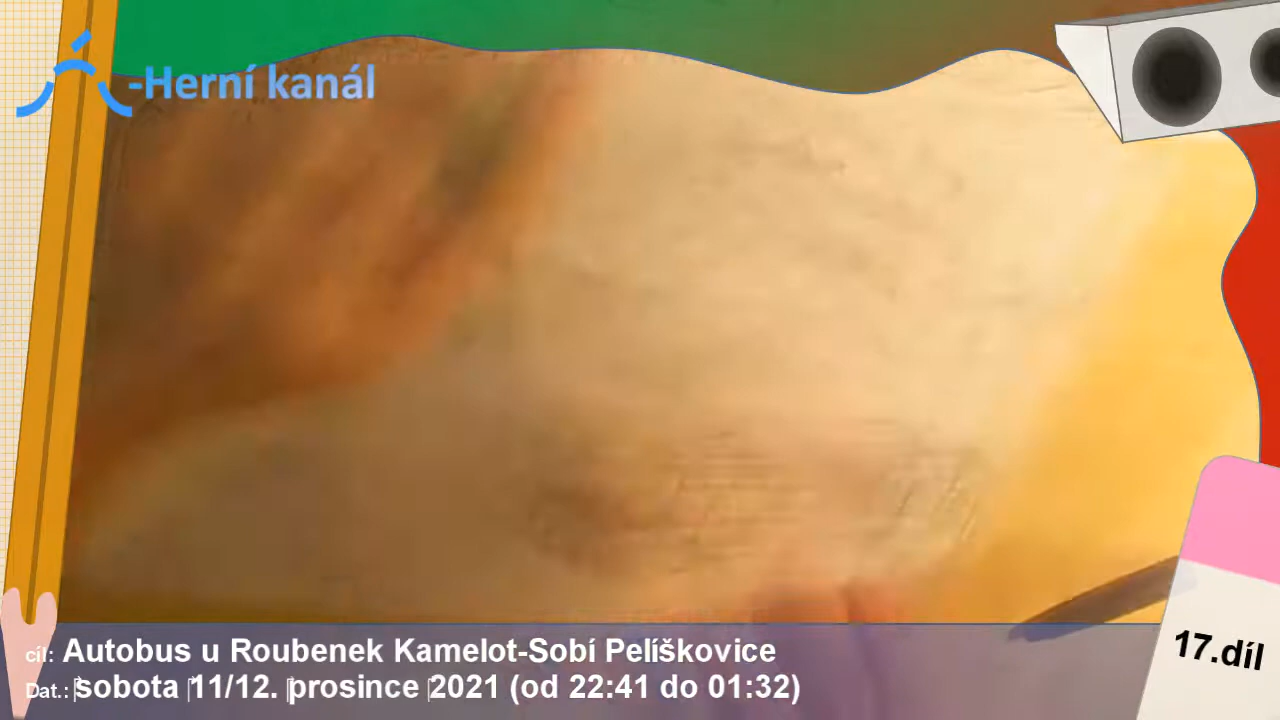 -Herní kanál
cíl: Autobus u Roubenek Kamelot-Sobí Pelíškovice
Dat.: sobota 11/12. prosince 2021 (od 22:41 do 01:32)
17.díl